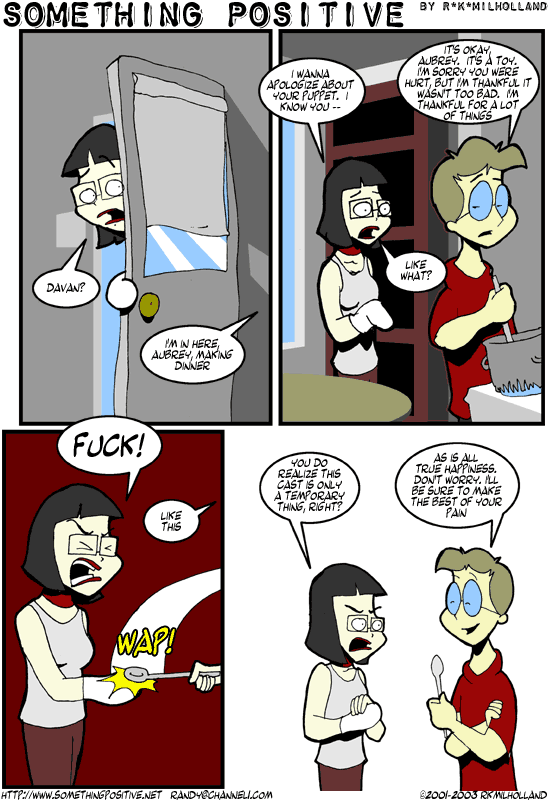 SOMETHING POSITIVE BY R*K*MILHOLLAND
DAVAN?
I'M IN HERE,
AUBREY, MAKING
DINNER
I WANNA
APOLOGIZE ABOUT
YOUR PUPPET. I
KNOW YOU --
IT'S OKAY,
AUBREY. IT'S A TOY.
I'M SORRY YOU WERE
HURT, BUT I'M THANKFUL IT
WASN'T TOO BAD. I'M
THANKFUL FOR A LOT
OF THINGS
LIKE
WHAT?
FUCK!
LIKE
THIS
WAP!
YOU DO
REALIZE THIS
CAST IS ONLY
A TEMPORARY
THING, RIGHT?
AS IS ALL
TRUE HAPPINESS.
DON'T WORRY. I'LL
BE SURE TO MAKE
THE BEST OF YOUR
PAIN
HTTP://WWW.SOMETHINGPOSITIVE.NET RANDY@CHANNEL1.COM ©2001-2003 RKMILHOLLAND